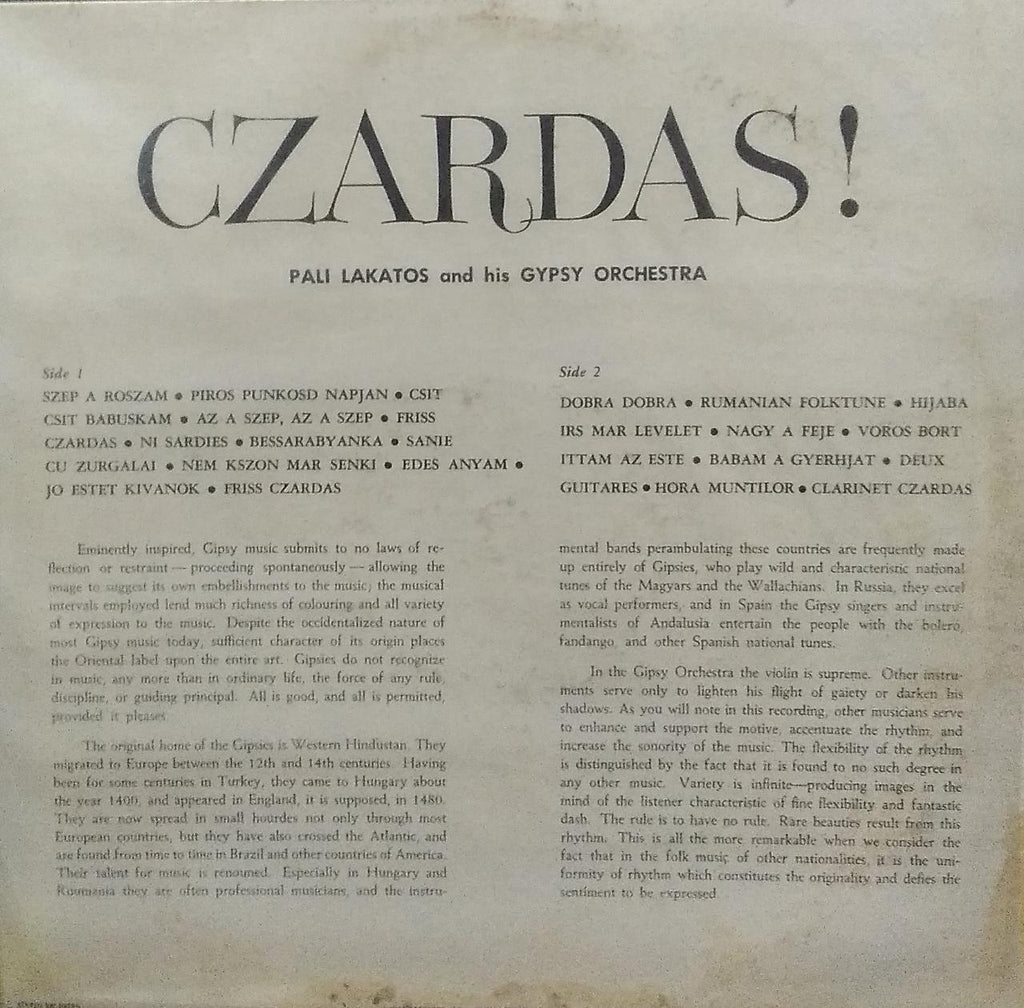 CZARDAS!
PALI LAKATOS and his GYPSY ORCHESTRA
Side 1
SZEP A ROSZAM • PIROS PUNKOSD NAPJAN • CSIT
CSIT BABUSKAM • AZ A SZEP, AZ A SZEP • FRISS
CZARDAS • NI SARDIES • BESSARABYANKA • SANIE
CU ZURGALAI • NEM KSZON MAR SENKI • EDES ANYAM •
JO ESTET KIVANOK • FRISS CZARDAS
Eminently inspired, Gipsy music submits to no laws of re-
flection or restraint — proceeding spontaneously — allowing the
image to suggest its own embellishments to the music; the musical
intervals employed lend much richness of colouring and all variety
of expression to the music. Despite the occidentalized nature of
most Gipsy music today, sufficient character of its origin places
the Oriental label upon the entire art. Gipsies do not recognize
in music, any more than in ordinary life, the force of any rule,
discipline, or guiding principal. All is good, and all is permitted,
provided it pleases.
The original home of the Gipsies is Western Hindustan. They
migrated to Europe between the 12th and 14th centuries. Having
been for some centuries in Turkey, they came to Hungary about
the year 1400, and appeared in England, it is supposed, in 1480.
They are now spread in small hourdes not only through most
European countries, but they have also crossed the Atlantic, and
are found from time to time in Brazil and other countries of America.
Their talent for music is renouned. Especially in Hungary and
Roumania they are often professional musicians, and the instru-
Side 2
DOBRA DOBRA • RUMANIAN FOLKTUNE • HIJABA
IRS MAR LEVELET • NAGY A FEJE • VOROS BORT
ITTAM AZ ESTE • BABAM A GYERHJAT • DEUX
GUITARES • HORA MUNTILOR • CLARINET CZARDAS
mental bands perambulating these countries are frequently made
up entirely of Gipsies, who play wild and characteristic national
tunes of the Magyars and the Wallachians. In Russia, they excel
as vocal performers, and in Spain the Gipsy singers and instru-
mentalists of Andalusia entertain the people with the bolero,
fandango, and other Spanish national tunes.
In the Gipsy Orchestra the violin is supreme. Other instru-
ments serve only to lighten his flight of gaiety or darken his
shadows. As you will note in this recording, other musicians serve
to enhance and support the motive, accentuate the rhythm, and
increase the sonority of the music. The flexibility of the rhythm
is distinguished by the fact that it is found to no such degree in
any other music. Variety is infinite—producing images in the
mind of the listener characteristic of fine flexibility and fantastic
dash. The rule is to have no rule. Rare beauties result from this
rhythm. This is all the more remarkable when we consider the
fact that in the folk music of other nationalities, it is the uni-
formity of rhythm which constitutes the originality and defies the
sentiment to be expressed.